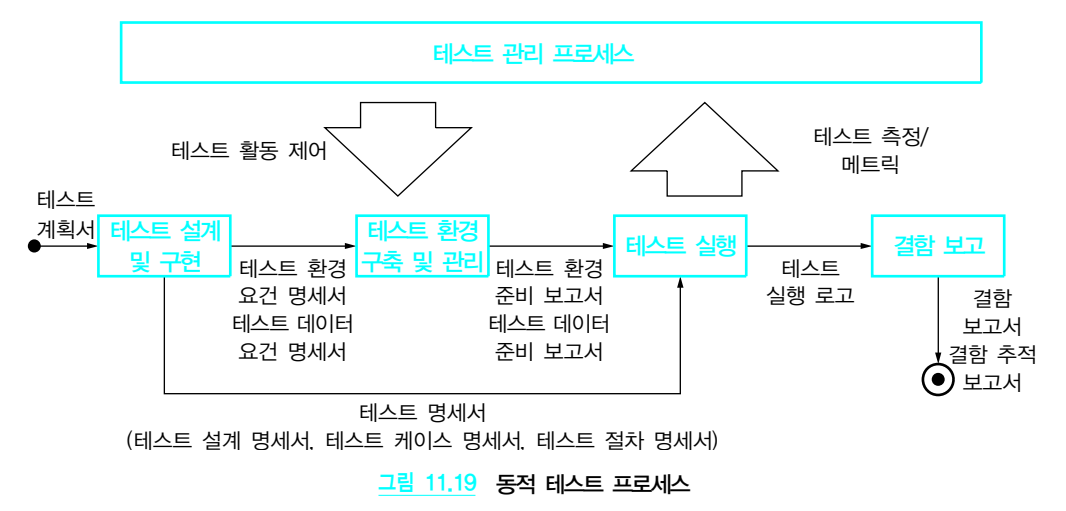 테스트 관리 프로세스
테스트 활동 제어
테스트 측정/
메트릭
테스트
계획서
테스트 설계
및 구현
테스트 환경
구축 및 관리
테스트 실행
결함 보고
테스트 환경
요건 명세서
테스트 데이터
요건 명세서
테스트 환경
준비 보고서
테스트 데이터
준비 보고서
테스트
실행 로고
결함
보고서
결함 추적
보고서
테스트 명세서
(테스트 설계 명세서, 테스트 케이스 명세서, 테스트 절차 명세서)
그림 11.19 동적 테스트 프로세스